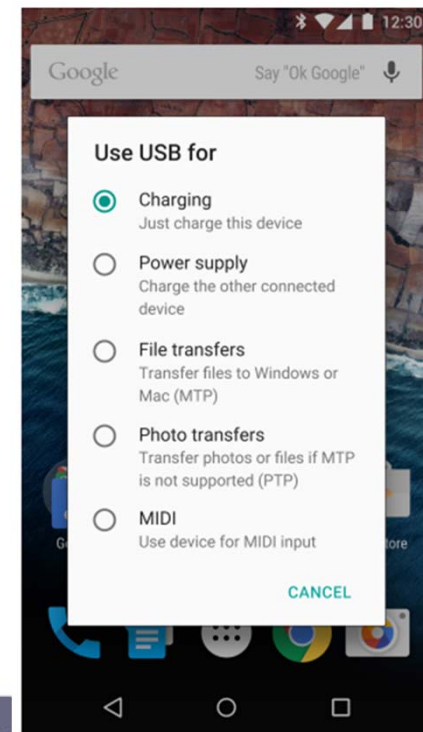 12:30
Google Say "Ok Google"
Use USB for
Charging
Just charge this device
Power supply
Charge the other connected
device
File transfers
Transfer files to Windows or
Mac (MTP)
Photo transfers
Transfer photos or files if MTP
is not supported (PTP)
MIDI
Use device for MIDI input
CANCEL